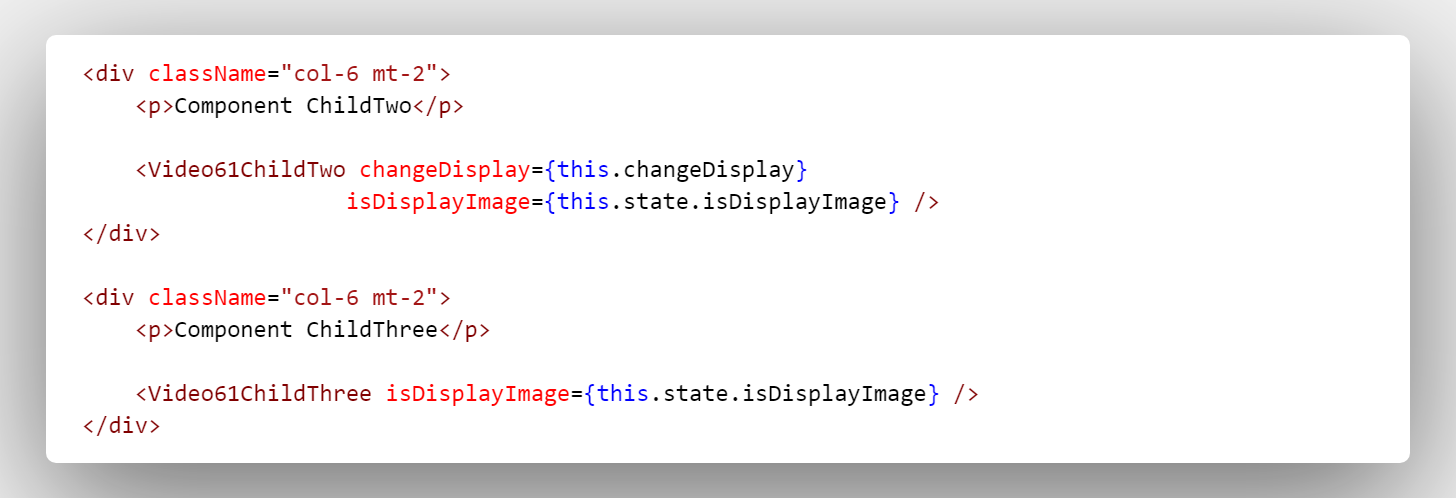 <div className="col-6 mt-2">
    <p>Component ChildTwo</p>

    <Video61ChildTwo changeDisplay={this.changeDisplay}
                    isDisplayImage={this.state.isDisplayImage} />
</div>

<div className="col-6 mt-2">
    <p>Component ChildThree</p>

    <Video61ChildThree isDisplayImage={this.state.isDisplayImage} />
</div>